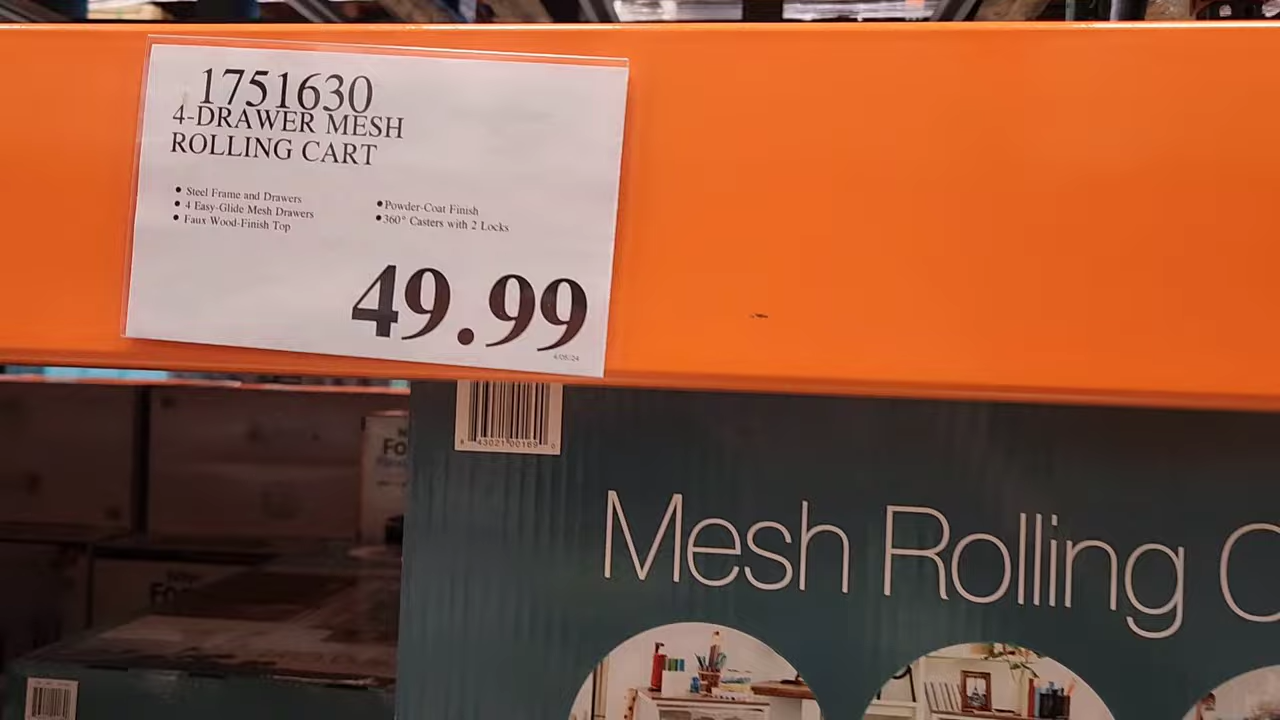 1751630
4-DRAWER MESH
ROLLING CART
• Steel Frame and Drawers
• 4 Easy-Glide Mesh Drawers
• Faux Wood-Finish Top
• Powder-Coat Finish
• 360° Casters with 2 Locks
49.99
Mesh Rolling